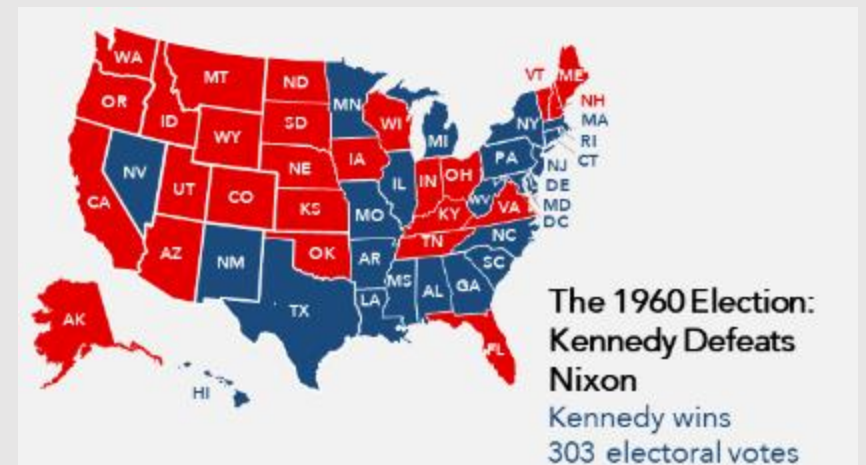 WA
MT
ND
MN
VT ME
OR
ID
SD
WI
NH
WY
MI
NY
MA
RI
CT
NV
NE
IA
PA
NJ
CA
UT
CO
IL
IN
OH
DE
KS
MO
WV
VA
MD
DC
KY
AZ
NM
OK
AR
TN
NC
SC
TX
LA
MS
AL
GA
AK
FL
HI
The 1960 Election:
Kennedy Defeats
Nixon
Kennedy wins
303 electoral votes